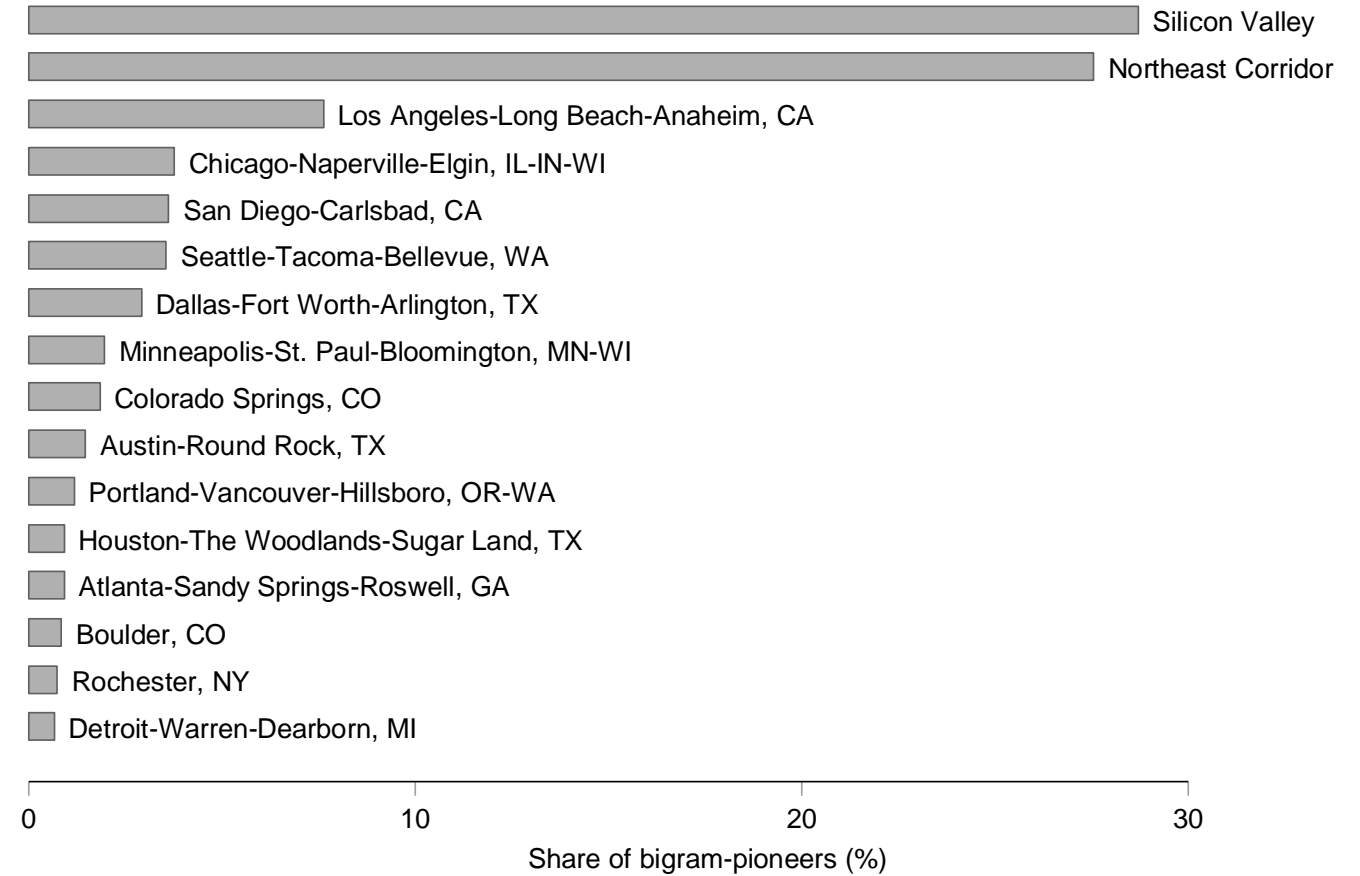 Silicon Valley
Northeast Corridor
Los Angeles-Long Beach-Anaheim, CA
Chicago-Naperville-Elgin, IL-IN-WI
San Diego-Carlsbad, CA
Seattle-Tacoma-Bellevue, WA
Dallas-Fort Worth-Arlington, TX
Minneapolis-St. Paul-Bloomington, MN-WI
Colorado Springs, CO
Austin-Round Rock, TX
Portland-Vancouver-Hillsboro, OR-WA
Houston-The Woodlands-Sugar Land, TX
Atlanta-Sandy Springs-Roswell, GA
Boulder, CO
Rochester, NY
Detroit-Warren-Dearborn, MI
0 10 20 30
Share of bigram-pioneers (%)